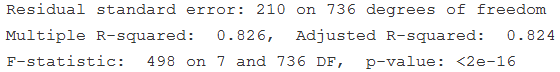 Residual standard error: 210 on 736 degrees of freedom
Multiple R-squared:  0.826,  Adjusted R-squared:  0.824
F-statistic:  498 on 7 and 736 DF,  p-value: <2e-16